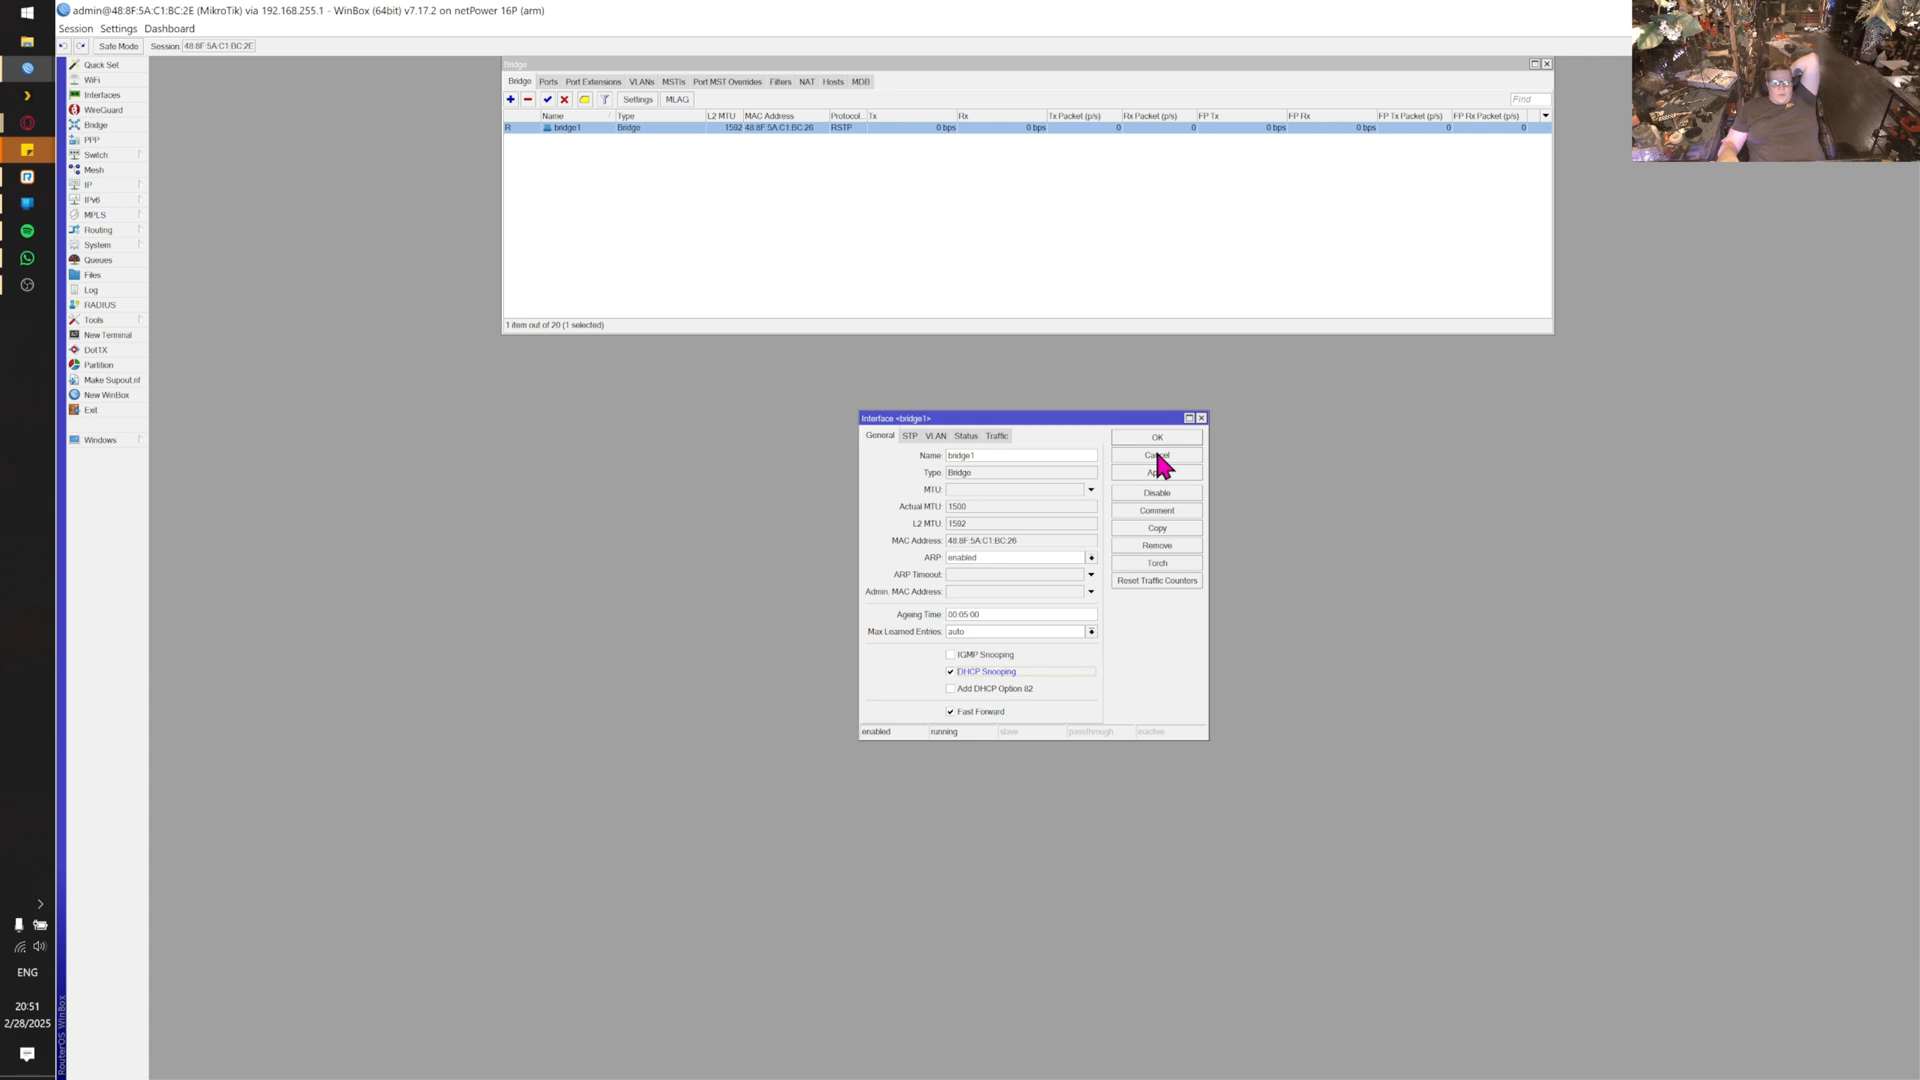 admin@48:8F:5A:C1:BC:2E (MikroTik) via 192.168.255.1 - WinBox (64bit) v7.17.2 on netPower 16P (arm)
Session Settings Dashboard
Safe Mode Session: 48:8F:5A:C1:BC:2E
Quick Set
WiFi
Interfaces
WireGuard
Bridge
PPP
Switch
Mesh
IP
IPv6
MPLS
Routing
System
Queues
Files
Log
RADIUS
Tools
New Terminal
Dot1X
Partition
Make Supout.rif
New WinBox
Exit
Windows
RouterOS WinBox
Bridge
Bridge Ports Port Extensions VLANs MSTIs Port MST Overrides Filters NAT Hosts MDB
Settings MLAG Find
Name Type L2 MTU MAC Address Protocol... Tx Rx Tx Packet (p/s) Rx Packet (p/s) FP Tx FP Rx FP Tx Packet (p/s) FP Rx Packet (p/s)
R bridge1 Bridge 1592 48:8F:5A:C1:BC:26 RSTP 0 bps 0 bps 0 0 0 bps 0 bps 0 0
1 item out of 20 (1 selected)
Interface <bridge1>
General STP VLAN Status Traffic
Name: bridge1
Type: Bridge
MTU:
Actual MTU: 1500
L2 MTU: 1592
MAC Address: 48:8F:5A:C1:BC:26
ARP: enabled
ARP Timeout:
Admin. MAC Address:
Ageing Time: 00:05:00
Max Learned Entries: auto
IGMP Snooping
DHCP Snooping
Add DHCP Option 82
Fast Forward
enabled running slave passthrough inactive
OK
Cancel
Disable
Comment
Copy
Remove
Torch
Reset Traffic Counters
ENG
20:51
2/28/2025